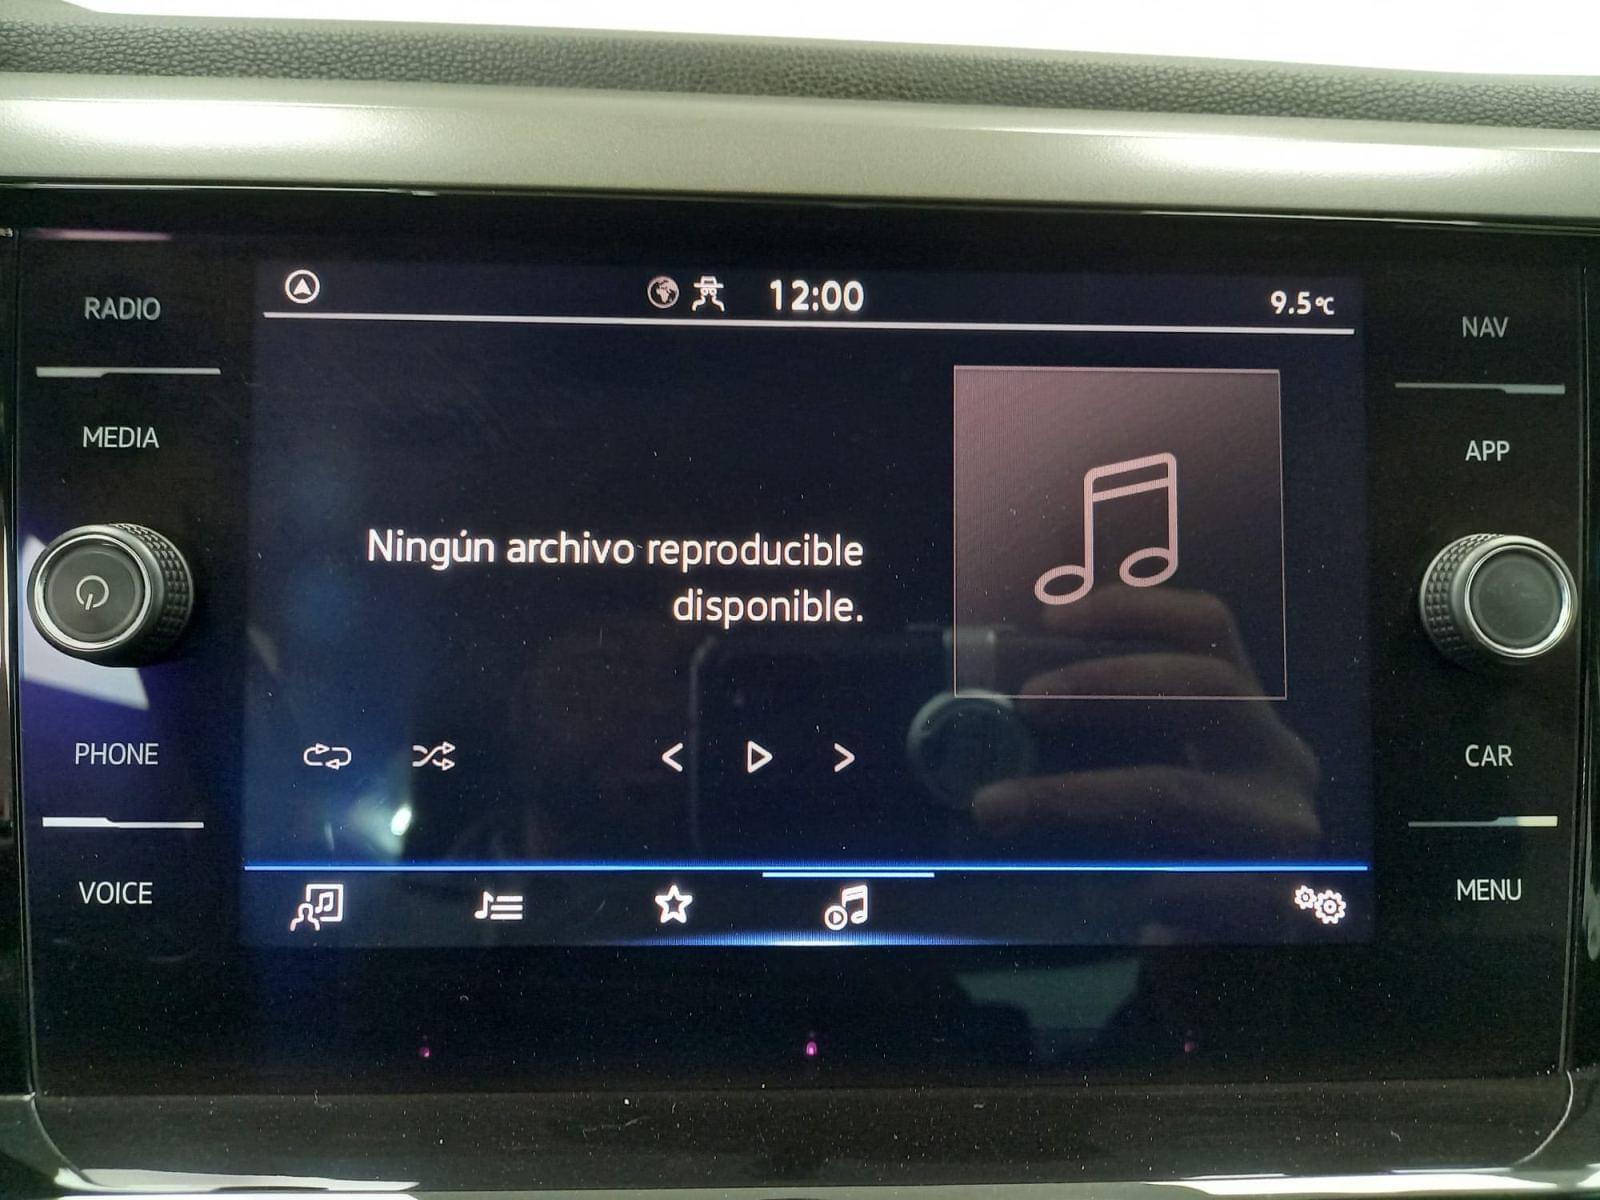 RADIO
MEDIA
PHONE
VOICE
12:00
9.5°C
Ningún archivo reproducible
disponible.
NAV
APP
CAR
MENU